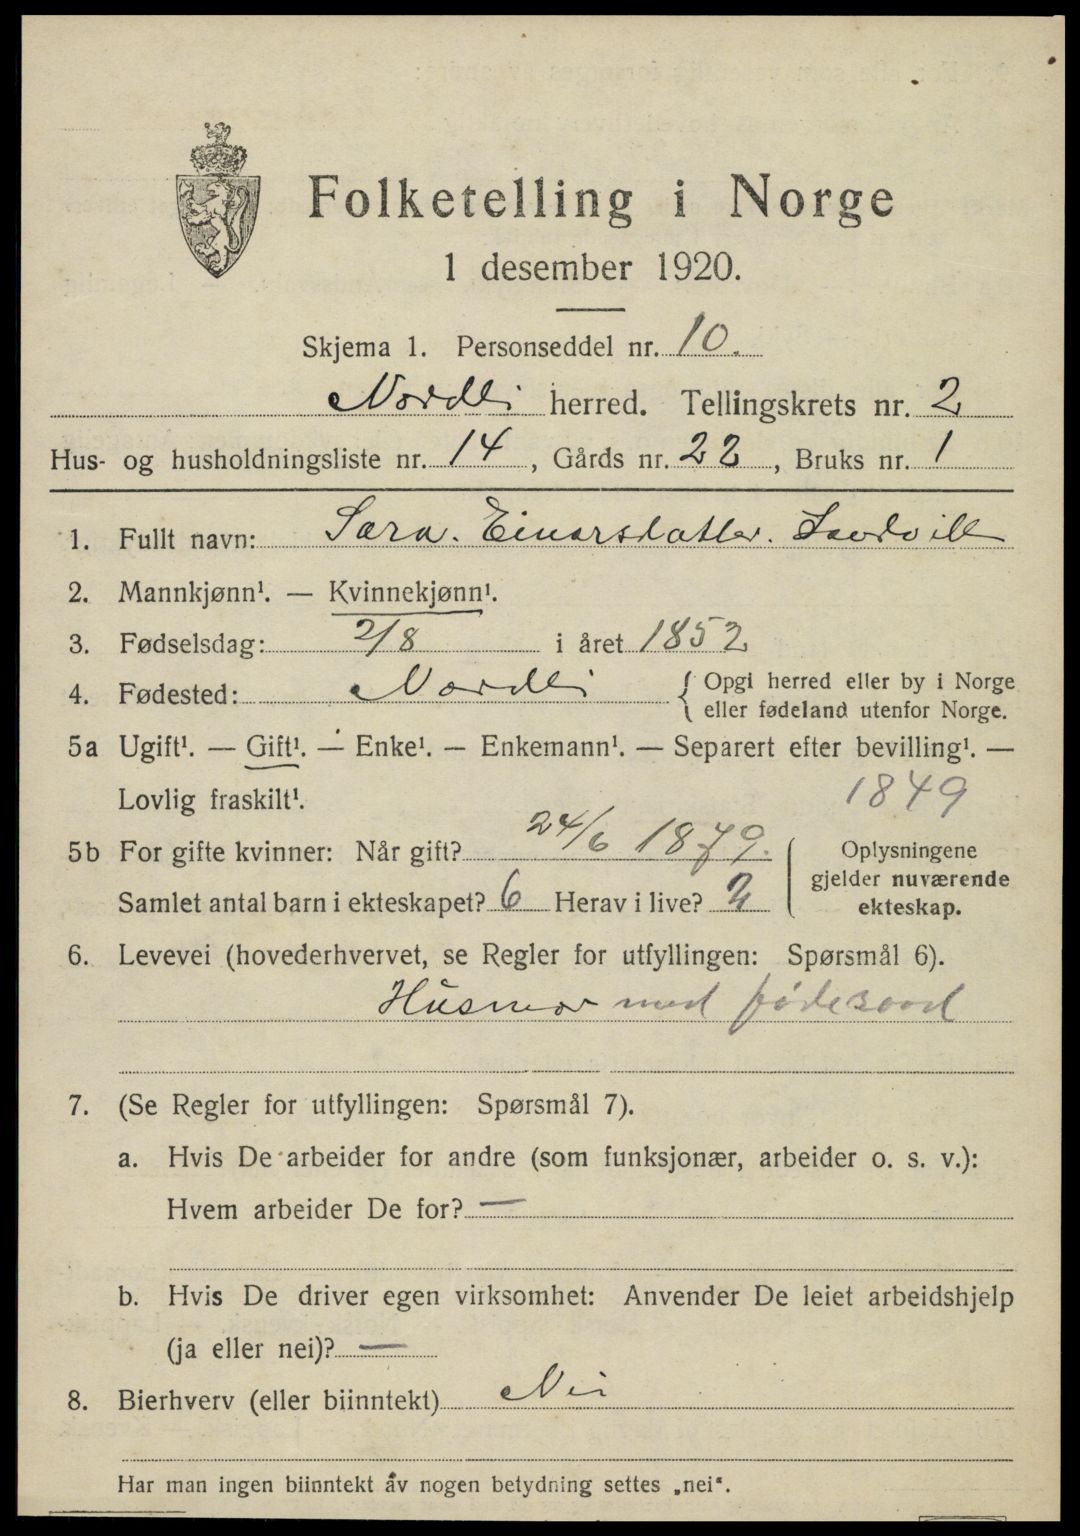 Folketelling i Norge
1 desember 1920.
Skjema 1. Personseddel nr. 10.
Nordli herred. Tellingskrets nr. 2
Hus- og husholdningsliste nr. 14, Gårds nr. 22, Bruks nr. 1
1. Fullt navn: Sara. Einarsdatter.
2. Mannkjønn¹. — Kvinnekjønn¹.
3. Fødselsdag: 2/8 i året 1852
4. Fødested: Nordli { Opgi herred eller by i Norge
eller fødeland utenfor Norge.
5a Ugift¹. — Gift¹. — Enke¹. — Enkemann¹. — Separert efter bevilling¹. —
Lovlig fraskilt¹. 1849
5b For gifte kvinner: Når gift? 24/6 1879.
Samlet antal barn i ekteskapet? 6 Herav i live? 2
Oplysningene
gjelder nuværende
ekteskap.
6. Levevei (hovederhvervet, se Regler for utfyllingen: Spørsmål 6).
Husmor med føderaad
7. (Se Regler for utfyllingen: Spørsmål 7).
a. Hvis De arbeider for andre (som funksjonær, arbeider o. s. v.):
Hvem arbeider De for? —
b. Hvis De driver egen virksomhet: Anvender De leiet arbeidshjelp
(ja eller nei)? —
8. Bierhverv (eller biinntekt) Nei
Har man ingen biinntekt av nogen betydning settes „nei“.